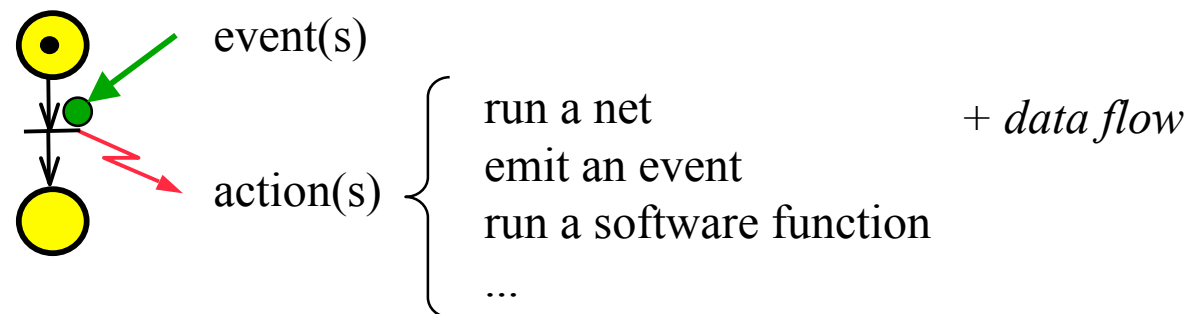 event(s)
run a net
+ data flow
emit an event
action(s)
run a software function
...